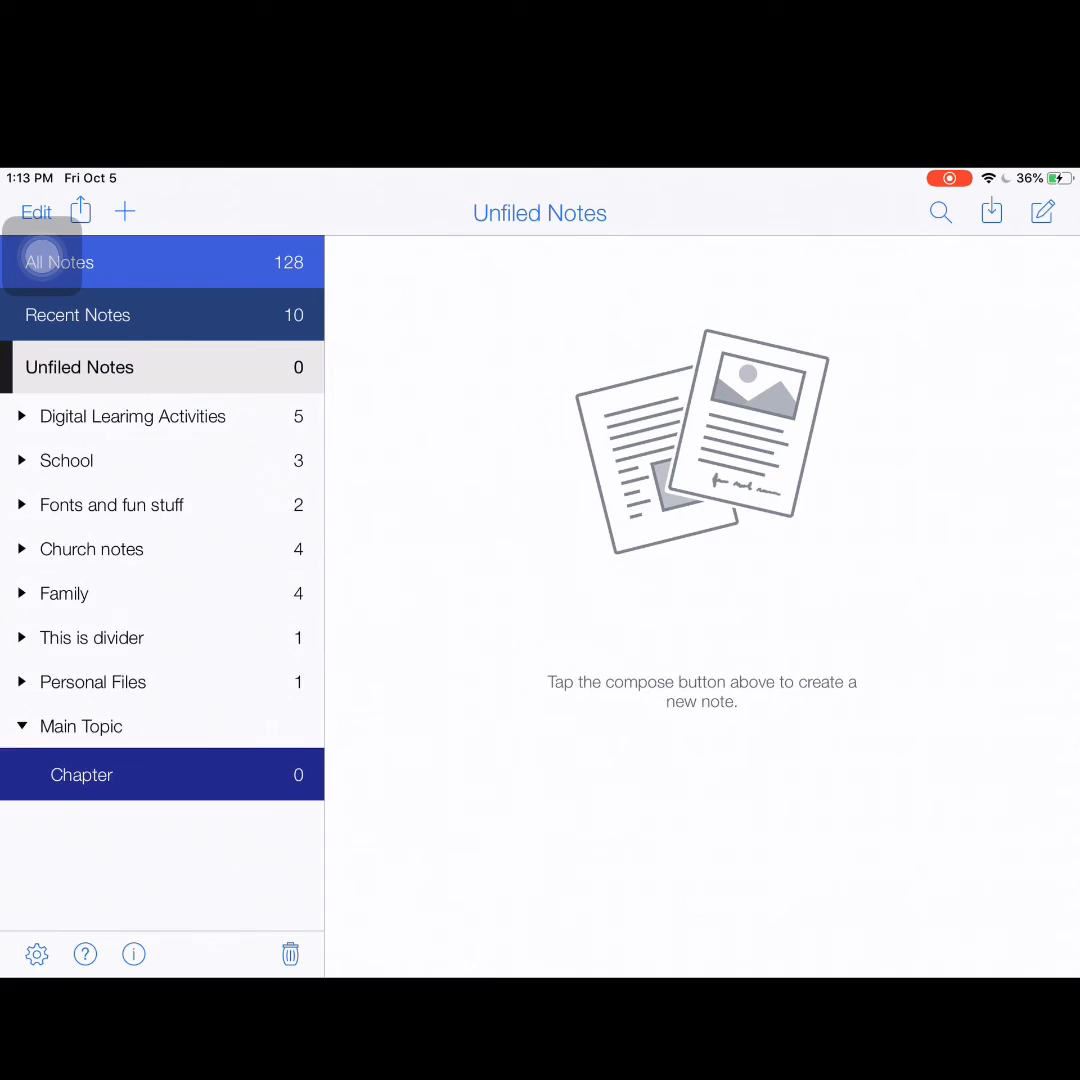 1:13 PM Fri Oct 5 36%
Edit Unfiled Notes
All Notes 128
Recent Notes 10
Unfiled Notes 0
Digital Learimg Activities 5
School 3
Fonts and fun stuff 2
Church notes 4
Family 4
This is divider 1
Personal Files 1
Main Topic
Chapter 0
Tap the compose button above to create a
new note.